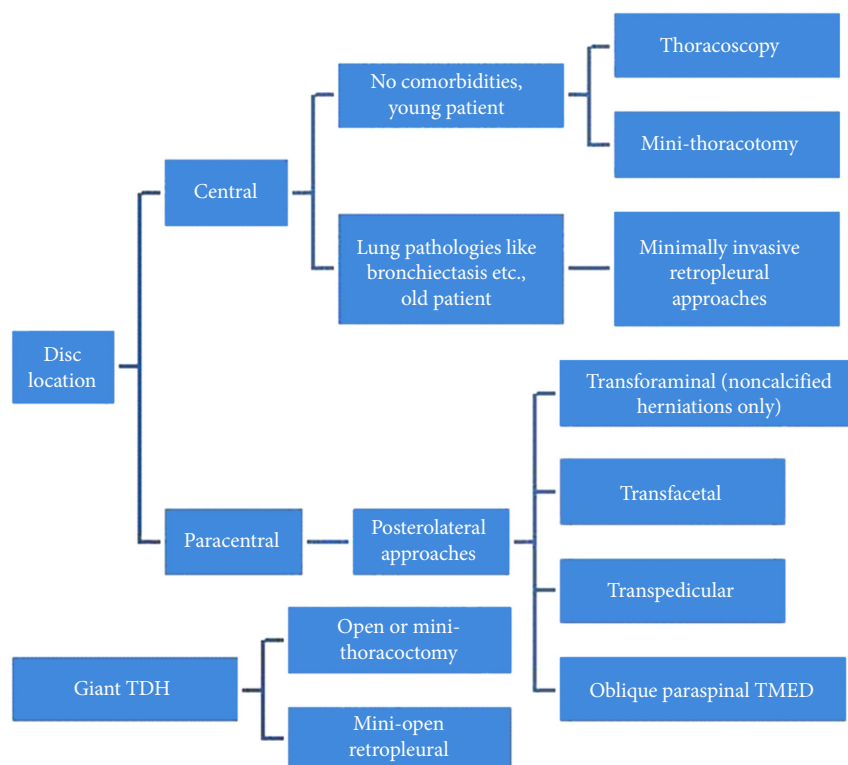 Thoracoscopy
No comorbidities,
young patient
Mini-thoracotomy
Central
Lung pathologies like
bronchiectasis etc.,
old patient
Minimally invasive
retropleural
approaches
Disc
location
Transforaminal (noncalcified
herniations only)
Transfacetal
Paracentral
Posterolateral
approaches
Transpedicular
Oblique paraspinal TMED
Giant TDH
Open or mini-
thoracoctomy
Mini-open
retropleural